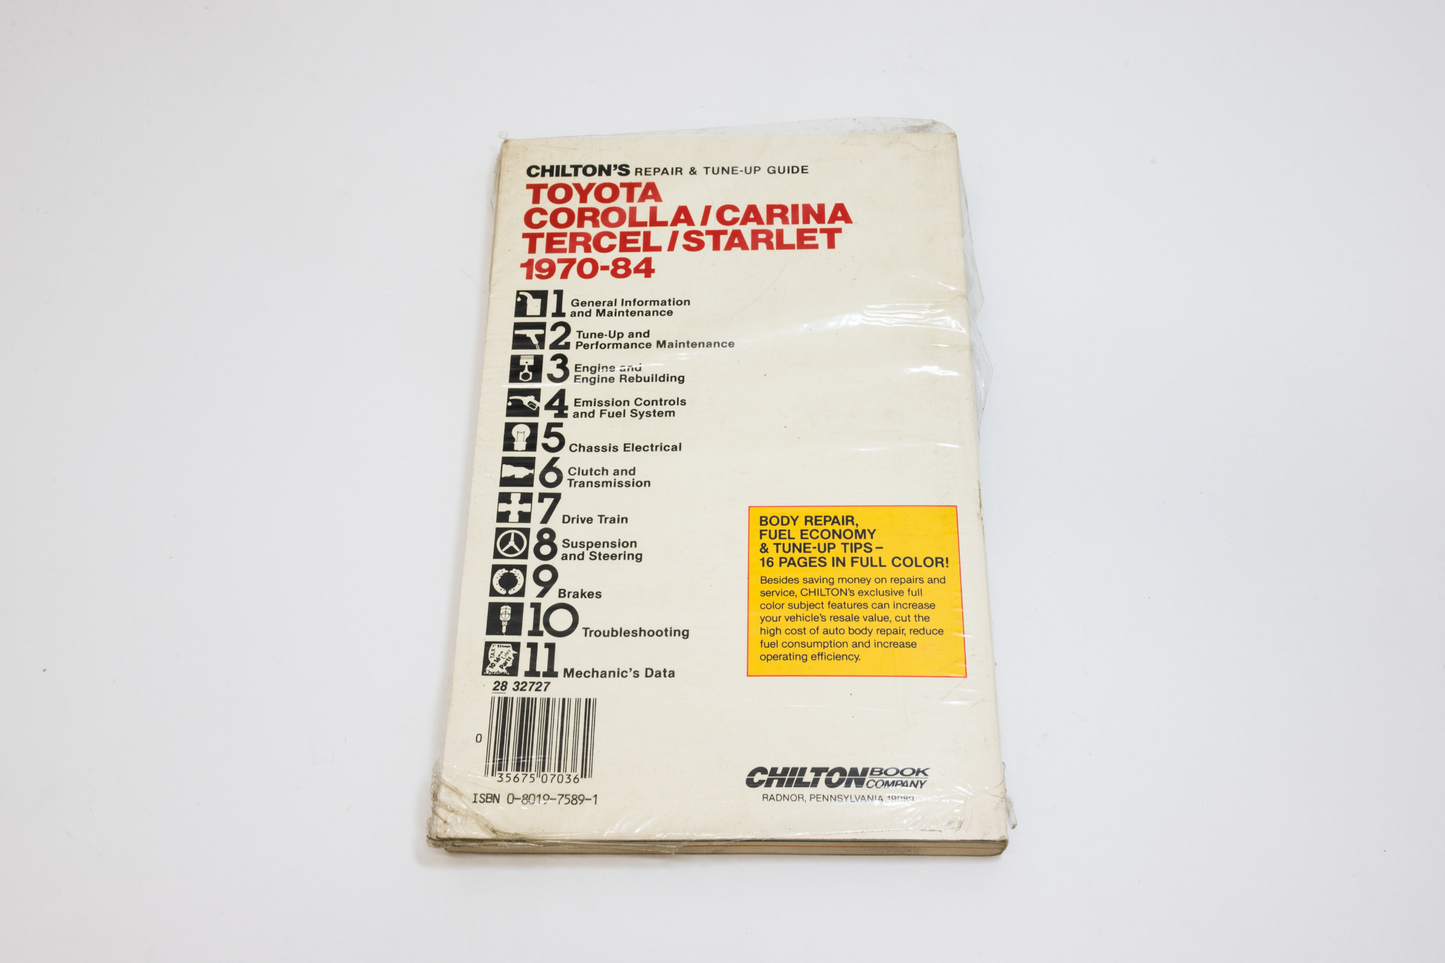 CHILTON'S REPAIR & TUNE-UP GUIDE
TOYOTA
COROLLA/CARINA
TERCEL/STARLET
1970-84
1 General Information
and Maintenance
2 Tune-Up and
Performance Maintenance
3 Engine and
Engine Rebuilding
4 Emission Controls
and Fuel System
5 Chassis Electrical
6 Clutch and
Transmission
7 Drive Train
8 Suspension
and Steering
9 Brakes
10 Troubleshooting
11 Mechanic's Data
28 32727
0
35675 07036
ISBN 0-8019-7589-1
BODY REPAIR,
FUEL ECONOMY
& TUNE-UP TIPS–
16 PAGES IN FULL COLOR!
Besides saving money on repairs and
service, CHILTON's exclusive full
color subject features can increase
your vehicle's resale value, cut the
high cost of auto body repair, reduce
fuel consumption and increase
operating efficiency.
CHILTON BOOK
COMPANY
RADNOR, PENNSYLVANIA 19089